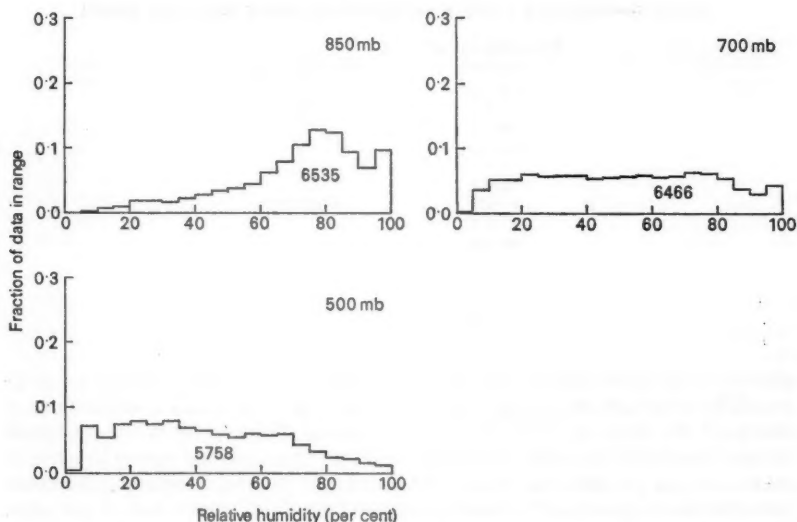 Fraction of data in range
0·3
0·2
0·1
0·0
850 mb
6535
0 20 40 60 80 100
0·3
0·2
0·1
0·0
700 mb
6466
0 20 40 60 80 100
0·3
0·2
0·1
0·0
500 mb
5758
0 20 40 60 80 100
Relative humidity (per cent)